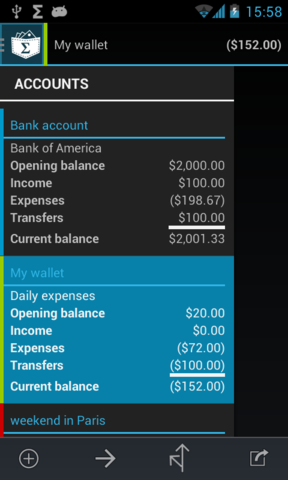 15:58
Σ My wallet ($152.00)
ACCOUNTS
Bank account
Bank of America
Opening balance $2,000.00
Income $100.00
Expenses ($198.67)
Transfers $100.00
Current balance $2,001.33
My wallet
Daily expenses
Opening balance $20.00
Income $0.00
Expenses ($72.00)
Transfers ($100.00)
Current balance ($152.00)
weekend in Paris